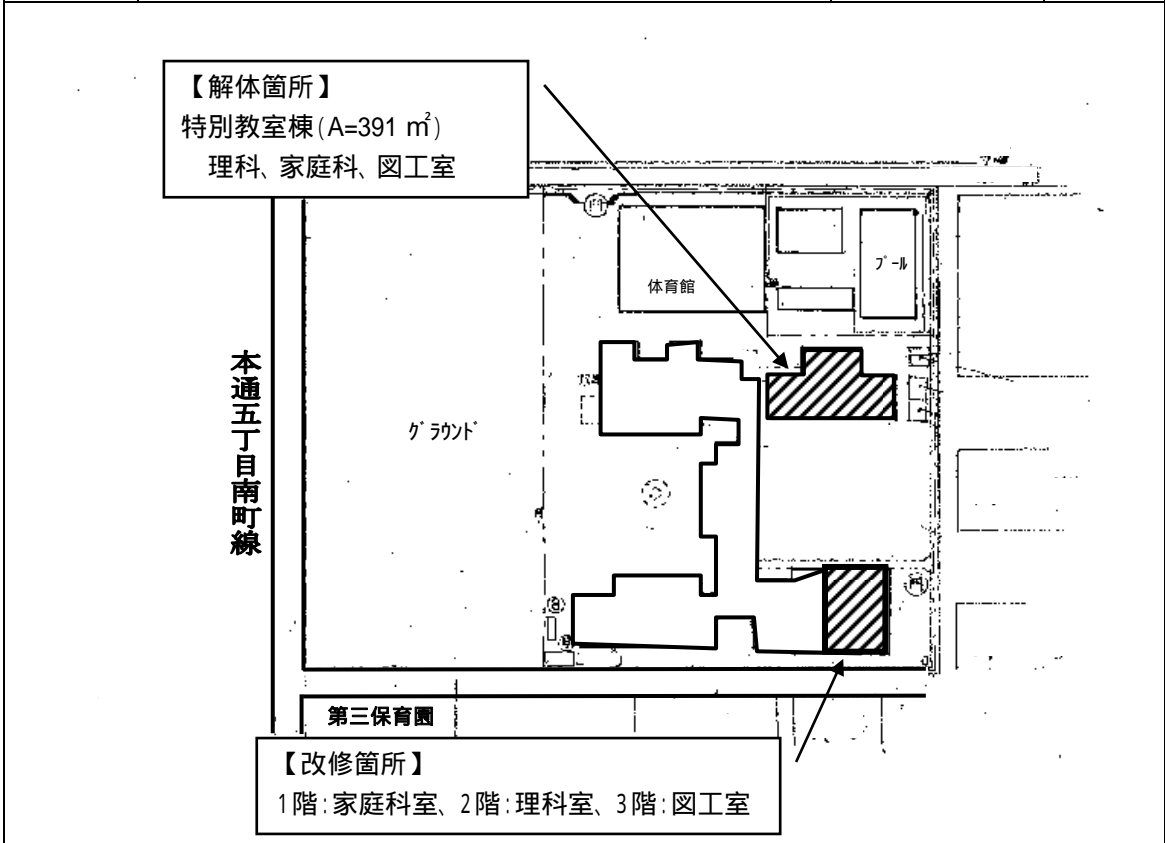 【解体箇所】
特別教室棟(A=391 ㎡)
理科、家庭科、図工室
プール
体育館
本通五丁目南町線
グラウンド
第三保育園
【改修箇所】
1階:家庭科室、2階:理科室、3階:図工室